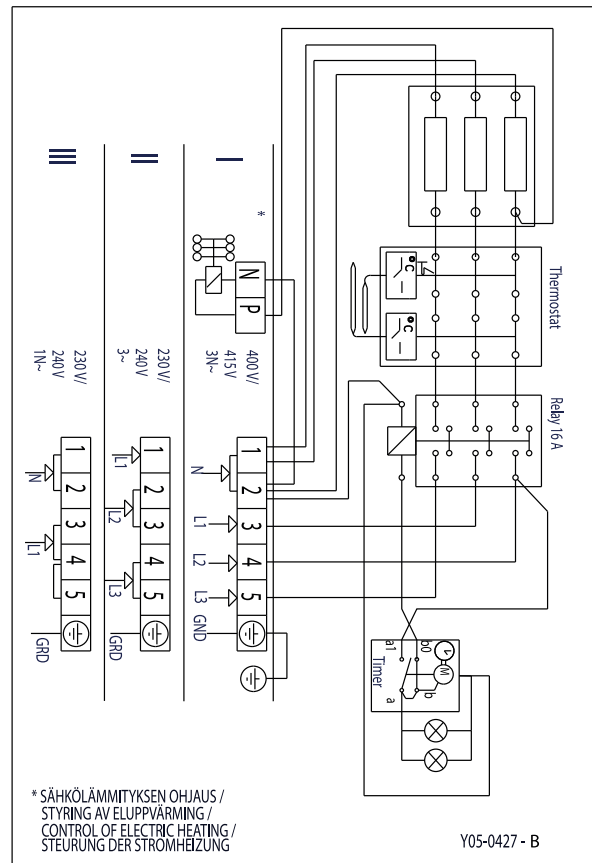 Thermostat
°C
°C
Relay 16 A
*
N
P
400 V/
415 V
3N~
230 V/
240 V
3~
230 V/
240 V
1N~
1
2
3
4
5
N
L1
L2
L3
GND
1
2
3
4
5
L1
L2
L3
GRD
1
2
3
4
5
N
L1
GRD
a1
b0
M
Timer
a
b
* SÄHKÖLÄMMITYKSEN OHJAUS /
STYRING AV ELUPPVÄRMING /
CONTROL OF ELECTRIC HEATING /
STEURUNG DER STROMHEIZUNG
Y05-0427 - B